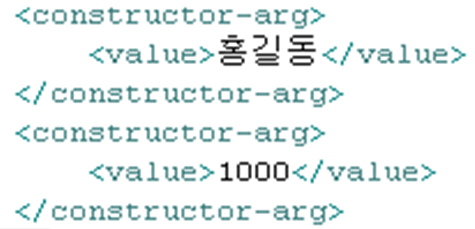 <constructor-arg>
<value>홍길동</value>
</constructor-arg>
<constructor-arg>
<value>1000</value>
</constructor-arg>